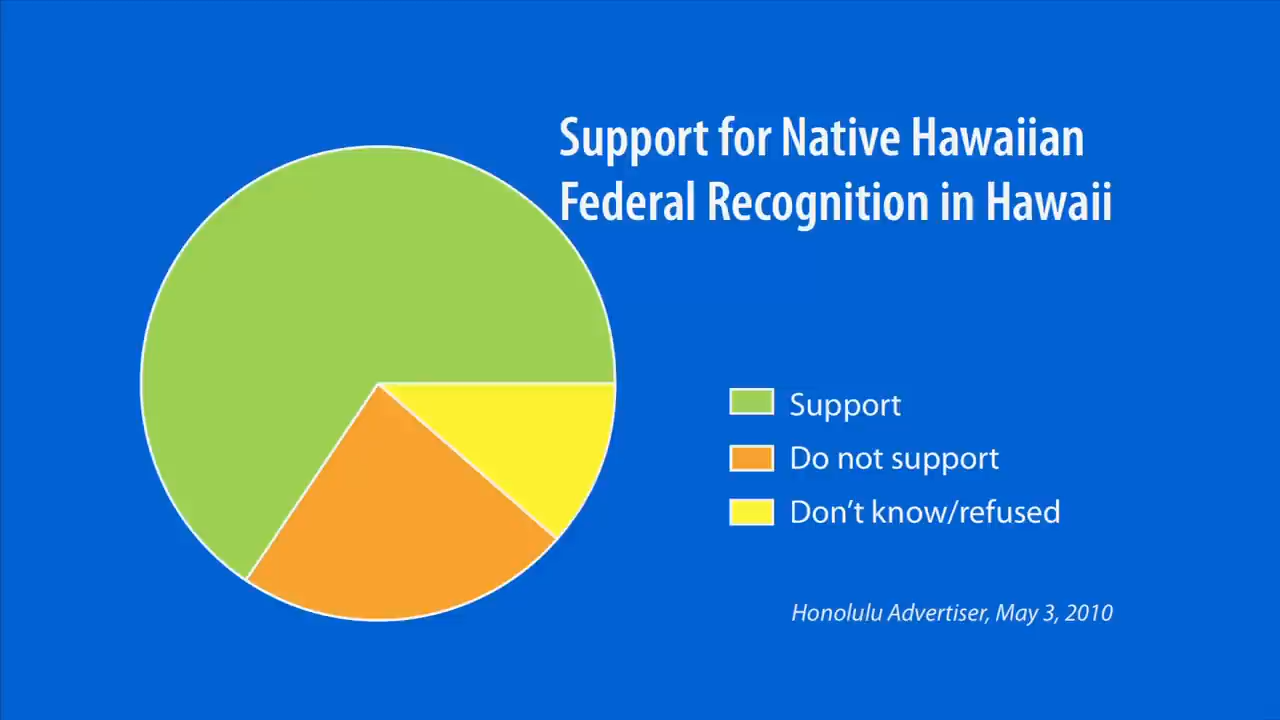 Support for Native Hawaiian
Federal Recognition in Hawaii
Support
Do not support
Don’t know/refused
Honolulu Advertiser, May 3, 2010